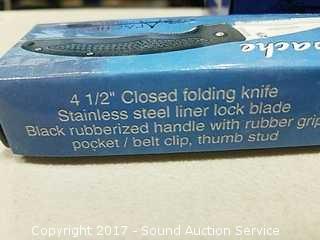 4 1/2" Closed folding knife
Stainless steel liner lock blade
Black rubberized handle with rubber grip
pocket / belt clip, thumb stud
Copyright 2017 - Sound Auction Service